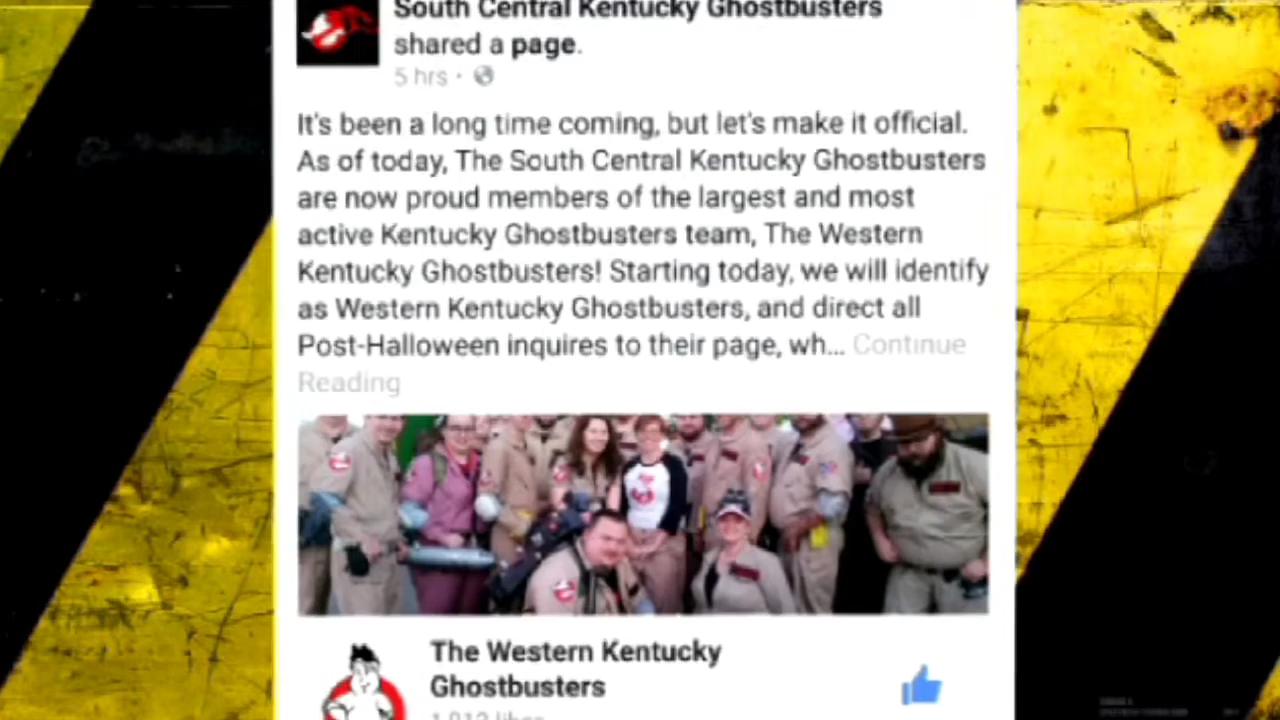 South Central Kentucky Ghostbusters
shared a page.
5 hrs ·
It's been a long time coming, but let's make it official.
As of today, The South Central Kentucky Ghostbusters
are now proud members of the largest and most
active Kentucky Ghostbusters team, The Western
Kentucky Ghostbusters! Starting today, we will identify
as Western Kentucky Ghostbusters, and direct all
Post-Halloween inquires to their page, wh... Continue
Reading
The Western Kentucky
Ghostbusters